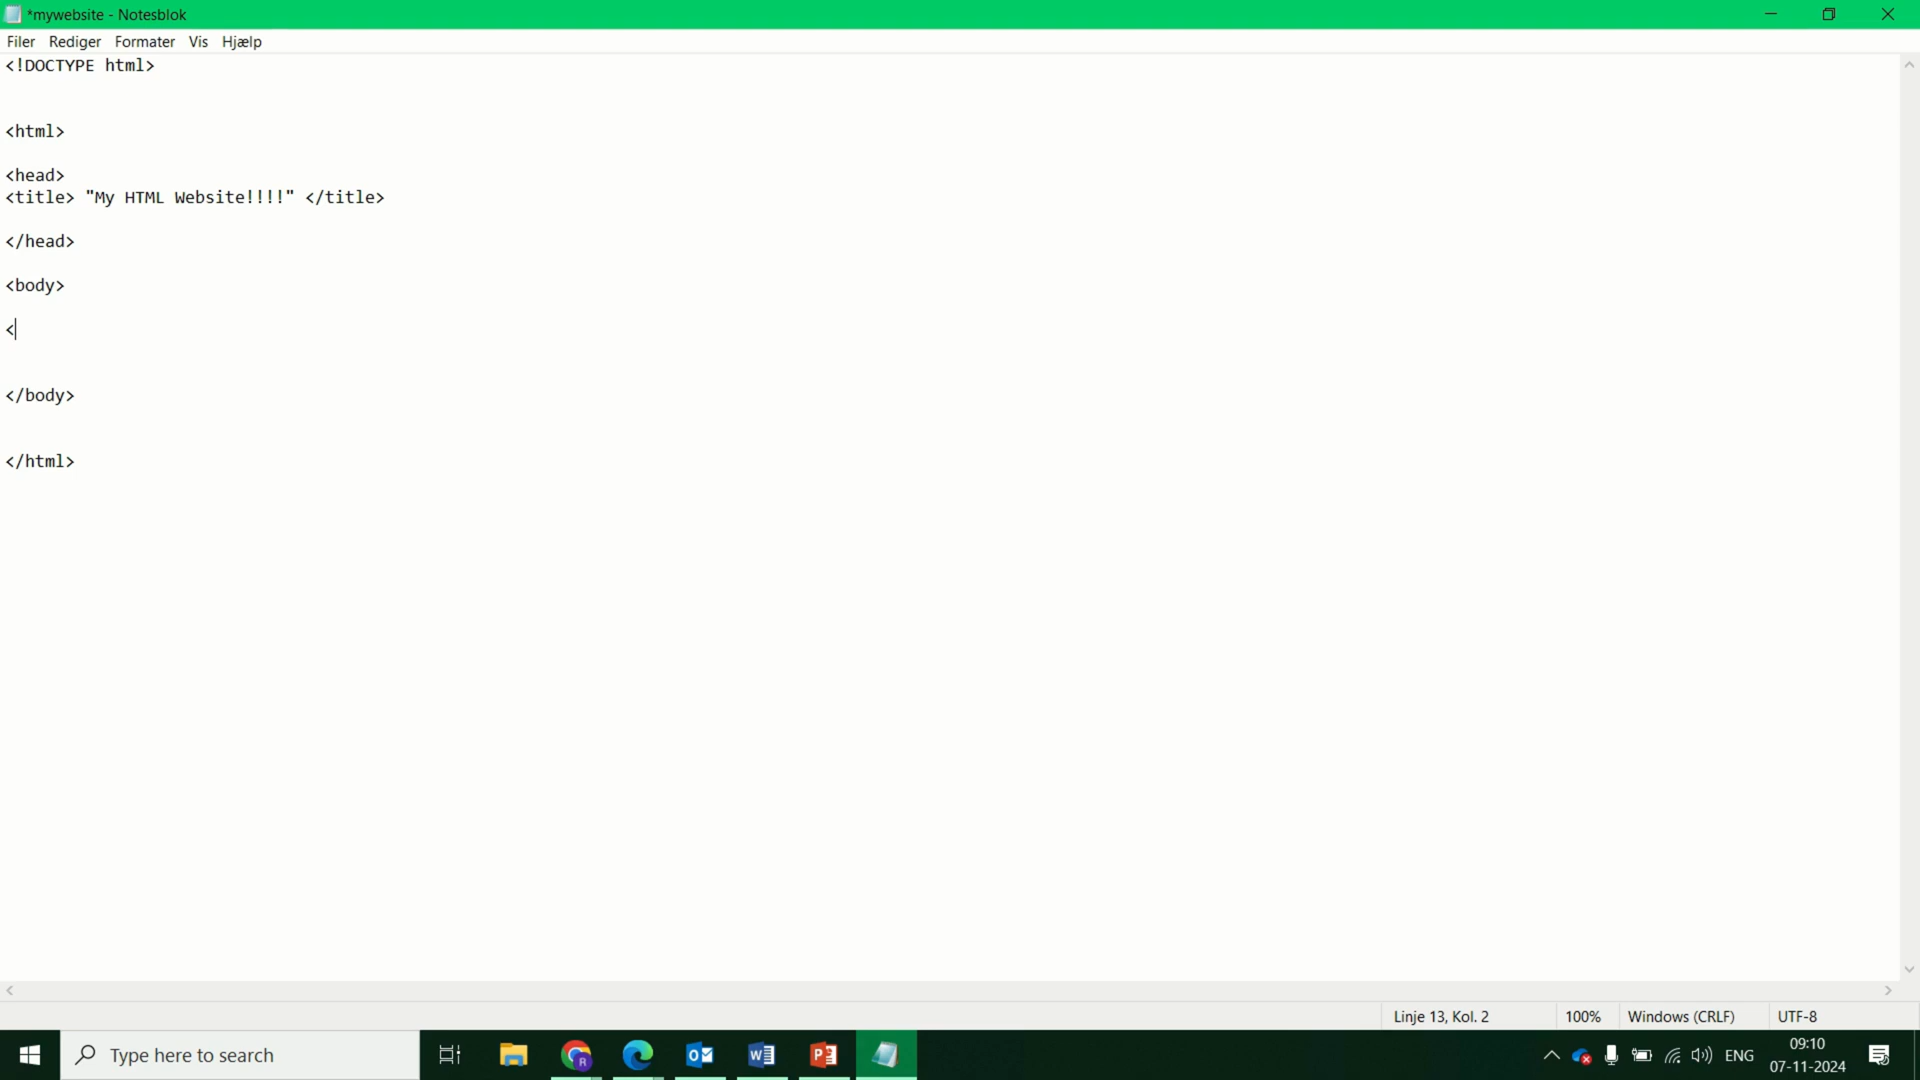 *mywebsite - Notesblok
Filer Rediger Formater Vis Hjælp
<!DOCTYPE html>
<html>
<head>
<title> "My HTML Website!!!!" </title>
</head>
<body>
<
</body>
</html>
Linje 13, Kol. 2 100% Windows (CRLF) UTF-8
Type here to search
ENG
09:10
07-11-2024